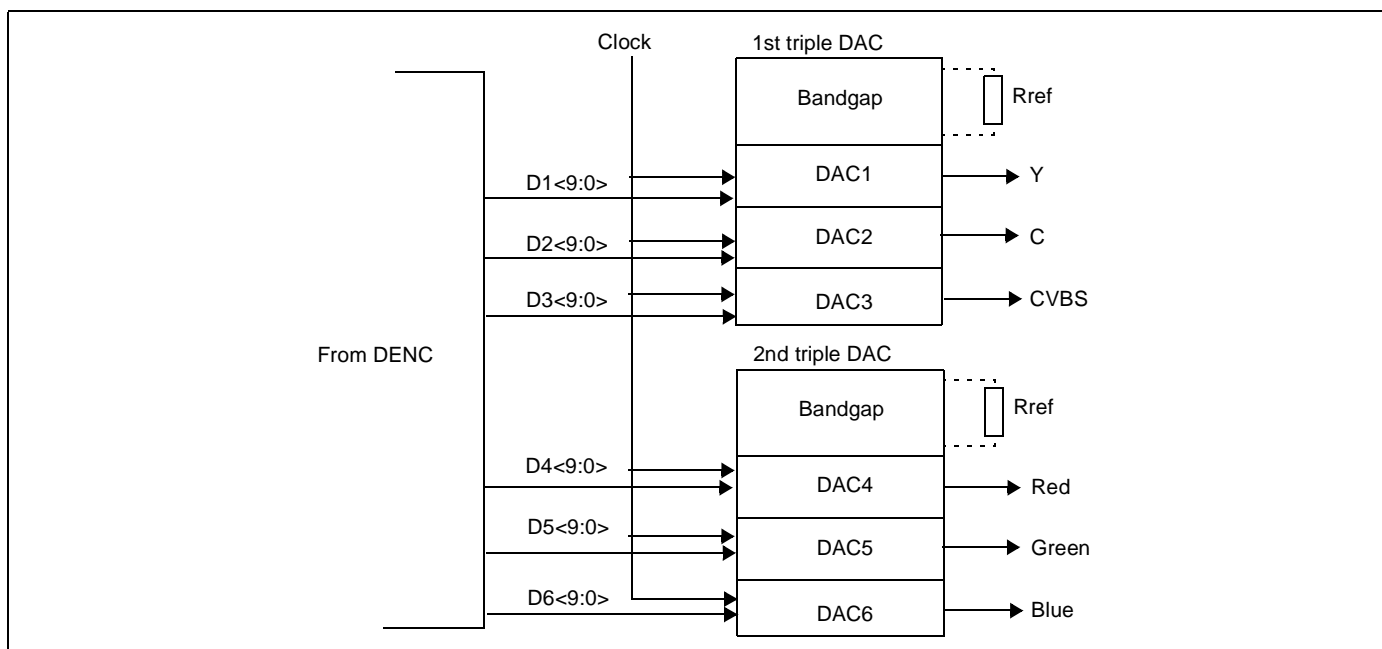 Clock
1st triple DAC
Bandgap
Rref
D1<9:0>
DAC1
Y
D2<9:0>
DAC2
C
D3<9:0>
DAC3
CVBS
From DENC
2nd triple DAC
Bandgap
Rref
D4<9:0>
DAC4
Red
D5<9:0>
DAC5
Green
D6<9:0>
DAC6
Blue